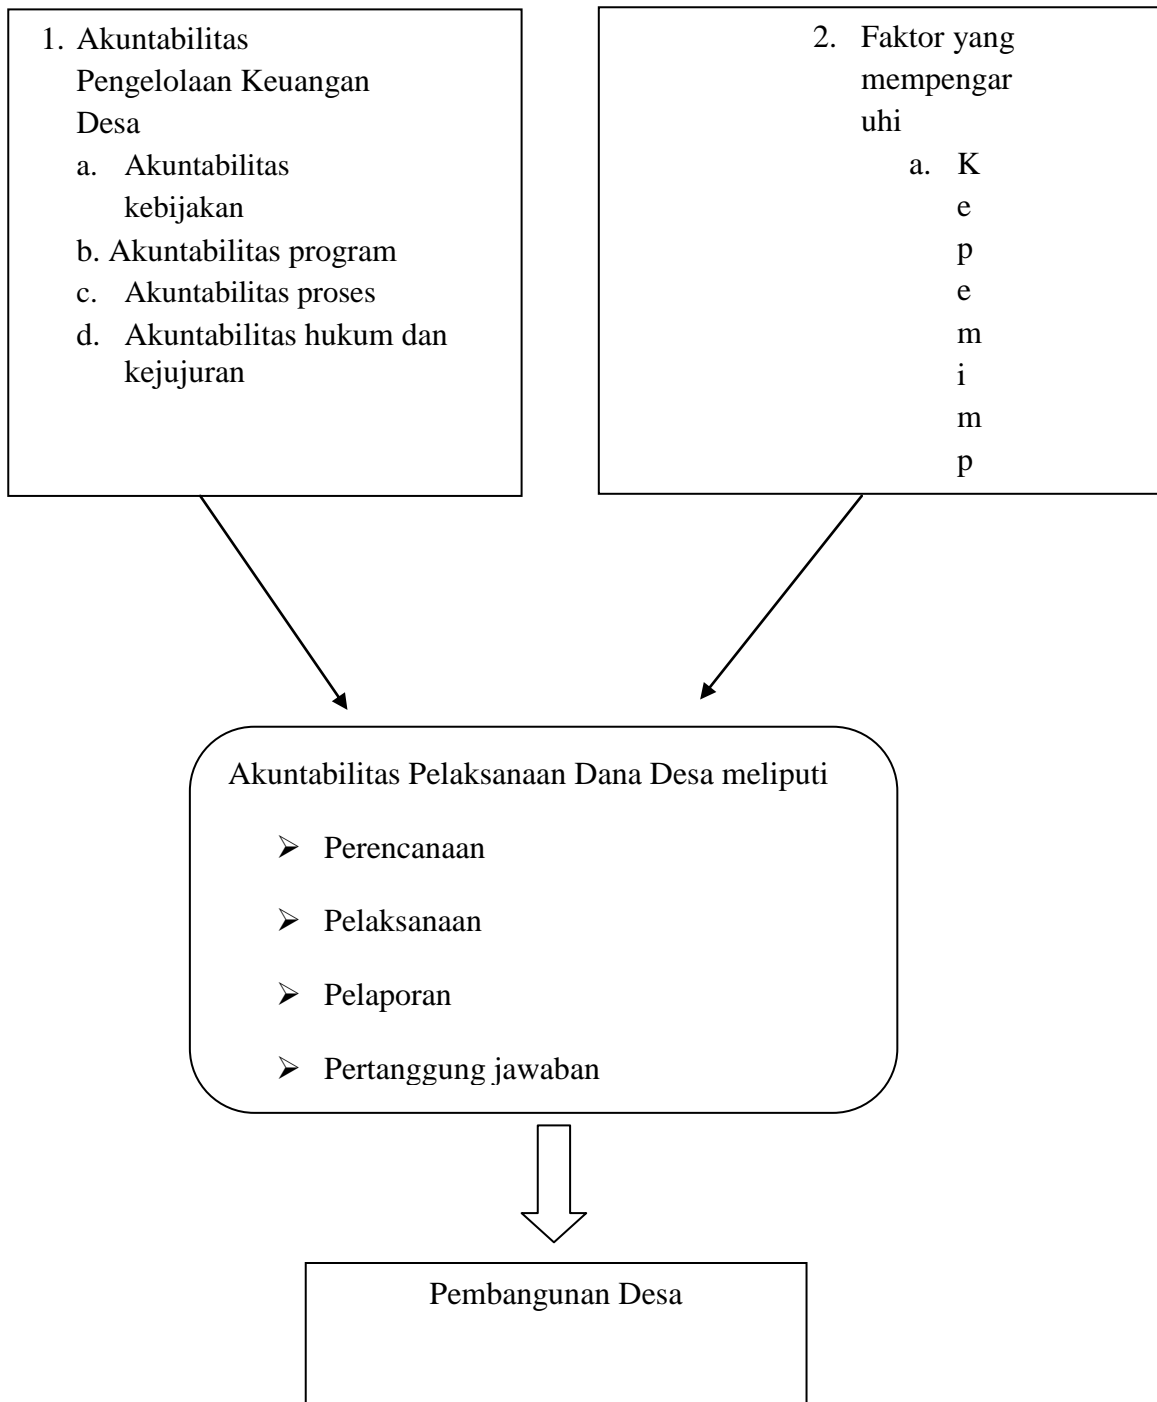 1. Akuntabilitas
Pengelolaan Keuangan
Desa
a. Akuntabilitas
kebijakan
b. Akuntabilitas program
c. Akuntabilitas proses
d. Akuntabilitas hukum dan
kejujuran
2. Faktor yang
mempengar
uhi
a. K
e
p
e
m
i
m
p
Akuntabilitas Pelaksanaan Dana Desa meliputi
➢ Perencanaan
➢ Pelaksanaan
➢ Pelaporan
➢ Pertanggung jawaban
Pembangunan Desa